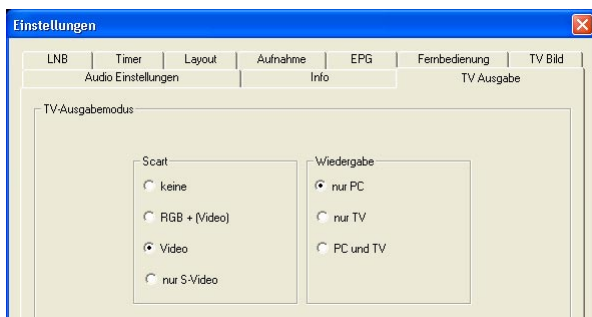 Einstellungen
LNB Timer Layout Aufnahme EPG Fernbedienung TV Bild
Audio Einstellungen Info TV Ausgabe
TV-Ausgabemodus
Scart
keine
RGB + (Video)
Video
nur S-Video
Wiedergabe
nur PC
nur TV
PC und TV